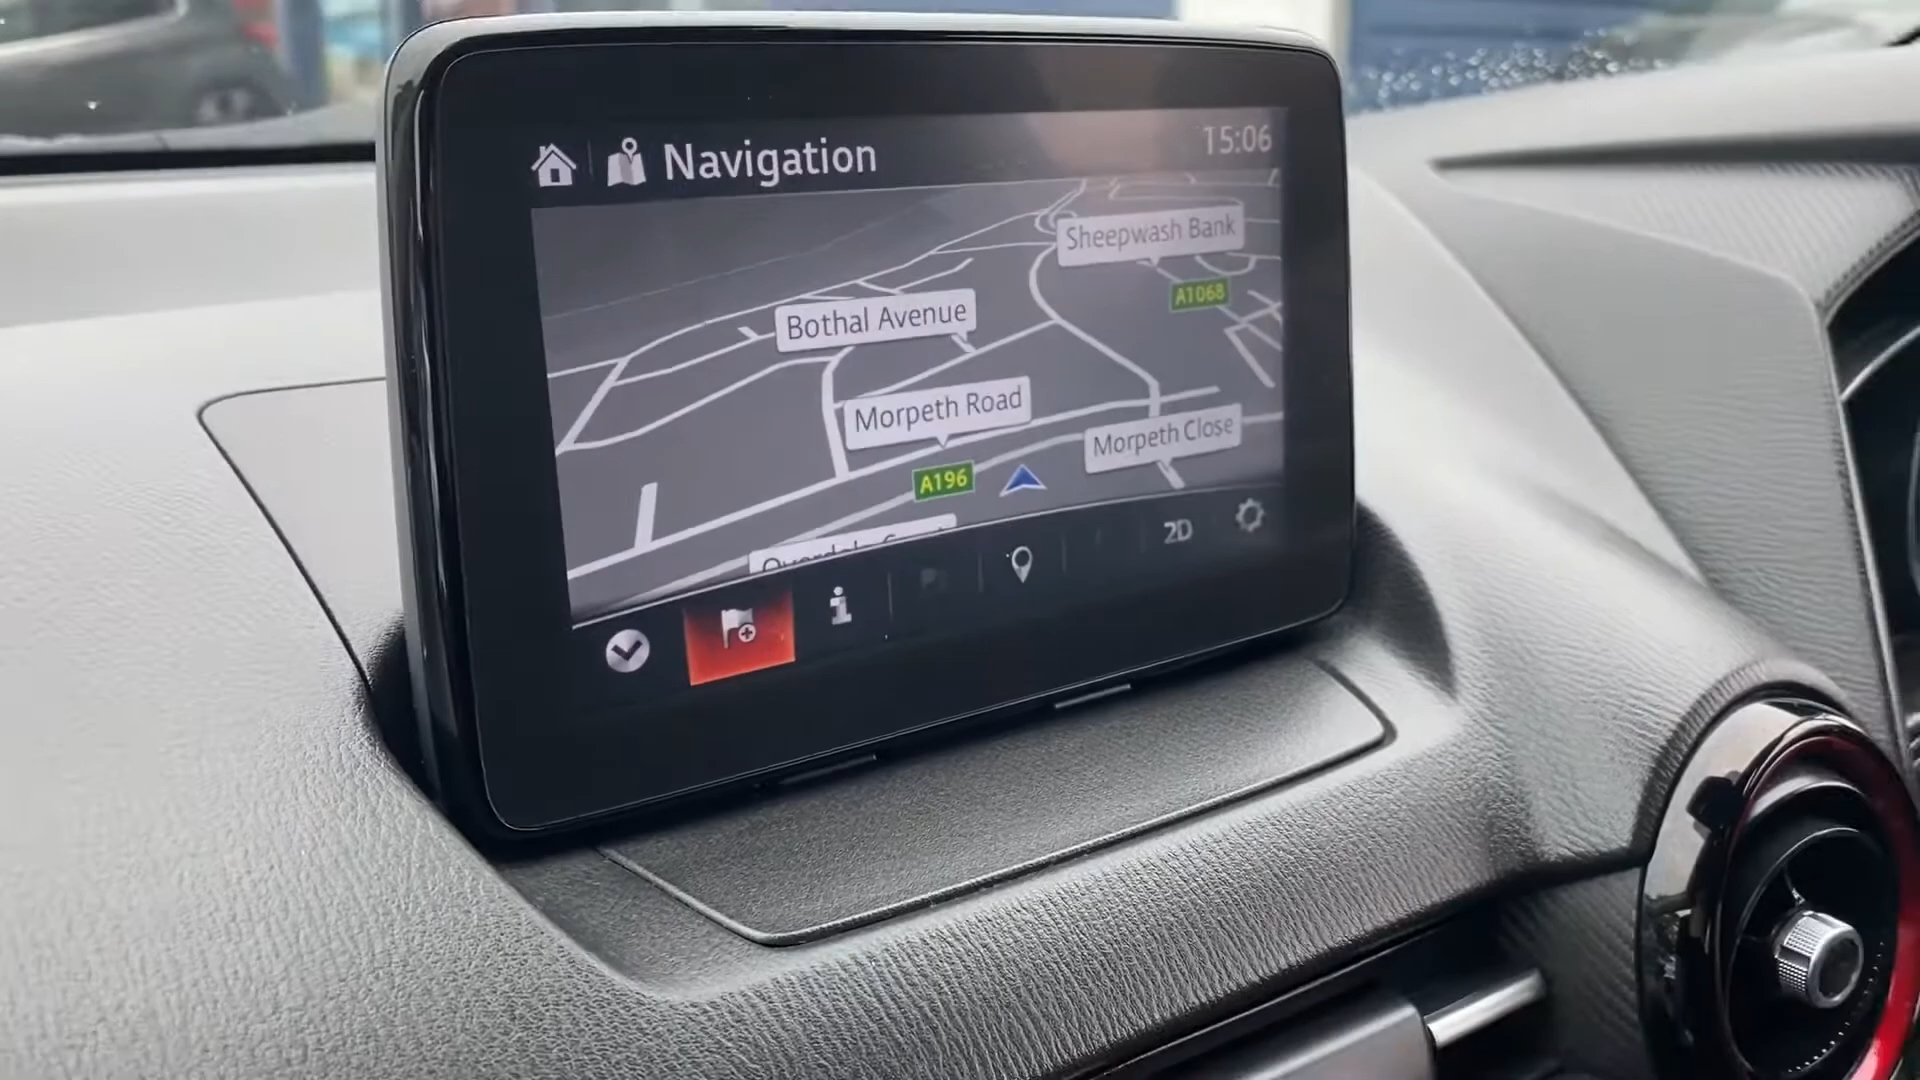 Navigation
15:06
Sheepwash Bank
A1068
Bothal Avenue
Morpeth Road
Morpeth Close
A196
2D